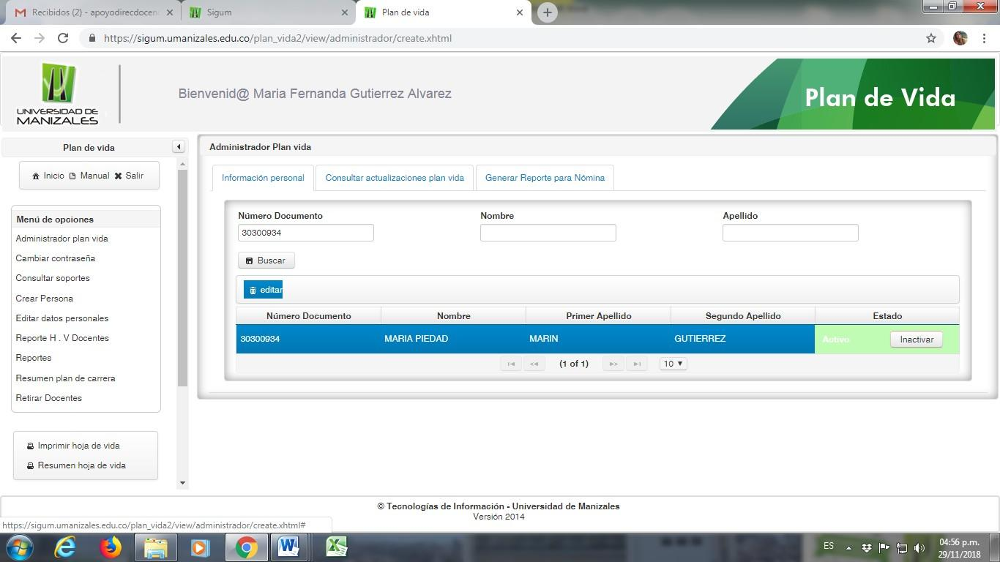 Recibidos (2) - apoyodirecdocen
Sigum
Plan de vida
https://sigum.umanizales.edu.co/plan_vida2/view/administrador/create.xhtml
UNIVERSIDAD DE
MANIZALES
Bienvenid@ Maria Fernanda Gutierrez Alvarez
Plan de Vida
Plan de vida
Inicio Manual Salir
Menú de opciones
Administrador plan vida
Cambiar contraseña
Consultar soportes
Crear Persona
Editar datos personales
Reporte H . V Docentes
Reportes
Resumen plan de carrera
Retirar Docentes
Imprimir hoja de vida
Resumen hoja de vida
Administrador Plan vida
Información personal Consultar actualizaciones plan vida Generar Reporte para Nómina
Número Documento Nombre Apellido
30300934
Buscar
editar
Número Documento Nombre Primer Apellido Segundo Apellido Estado
30300934 MARIA PIEDAD MARIN GUTIERREZ Activo Inactivar
(1 of 1) 10
© Tecnologías de Información - Universidad de Manizales
Versión 2014
https://sigum.umanizales.edu.co/plan_vida2/view/administrador/create.xhtml#
ES
04:56 p.m.
29/11/2018